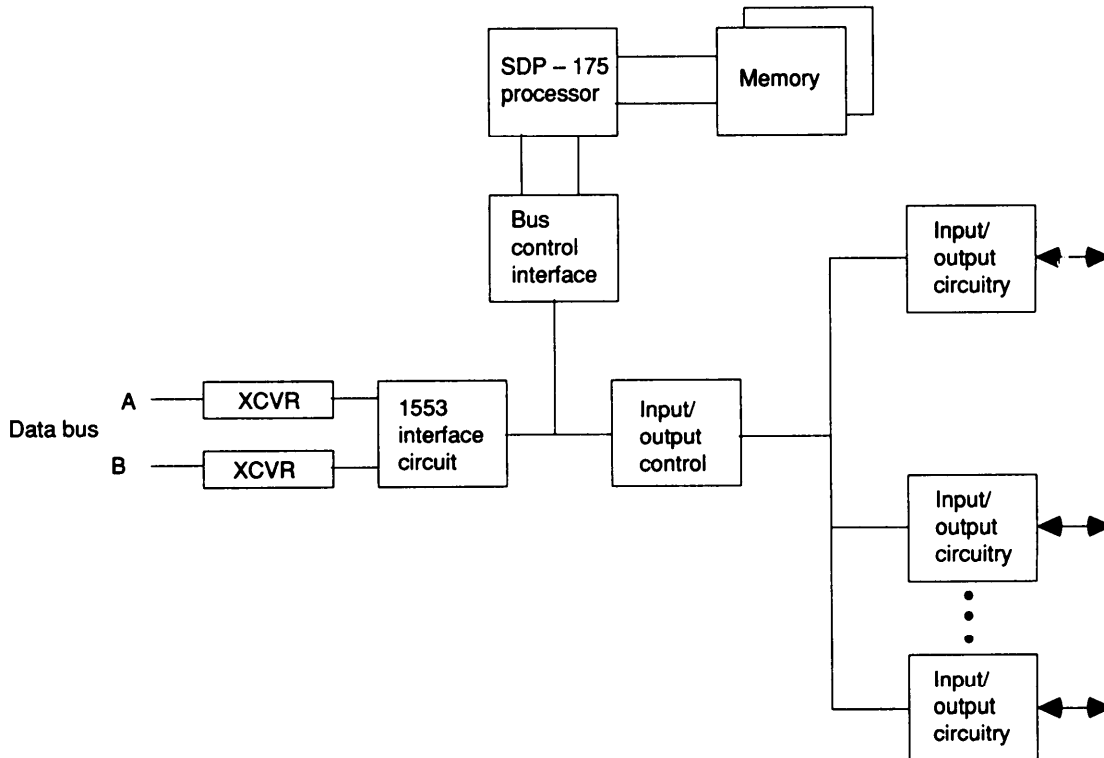 SDP – 175
processor
Memory
Bus
control
interface
Input/
output
circuitry
Data bus
A
XCVR
B
XCVR
1553
interface
circuit
Input/
output
control
Input/
output
circuitry
Input/
output
circuitry